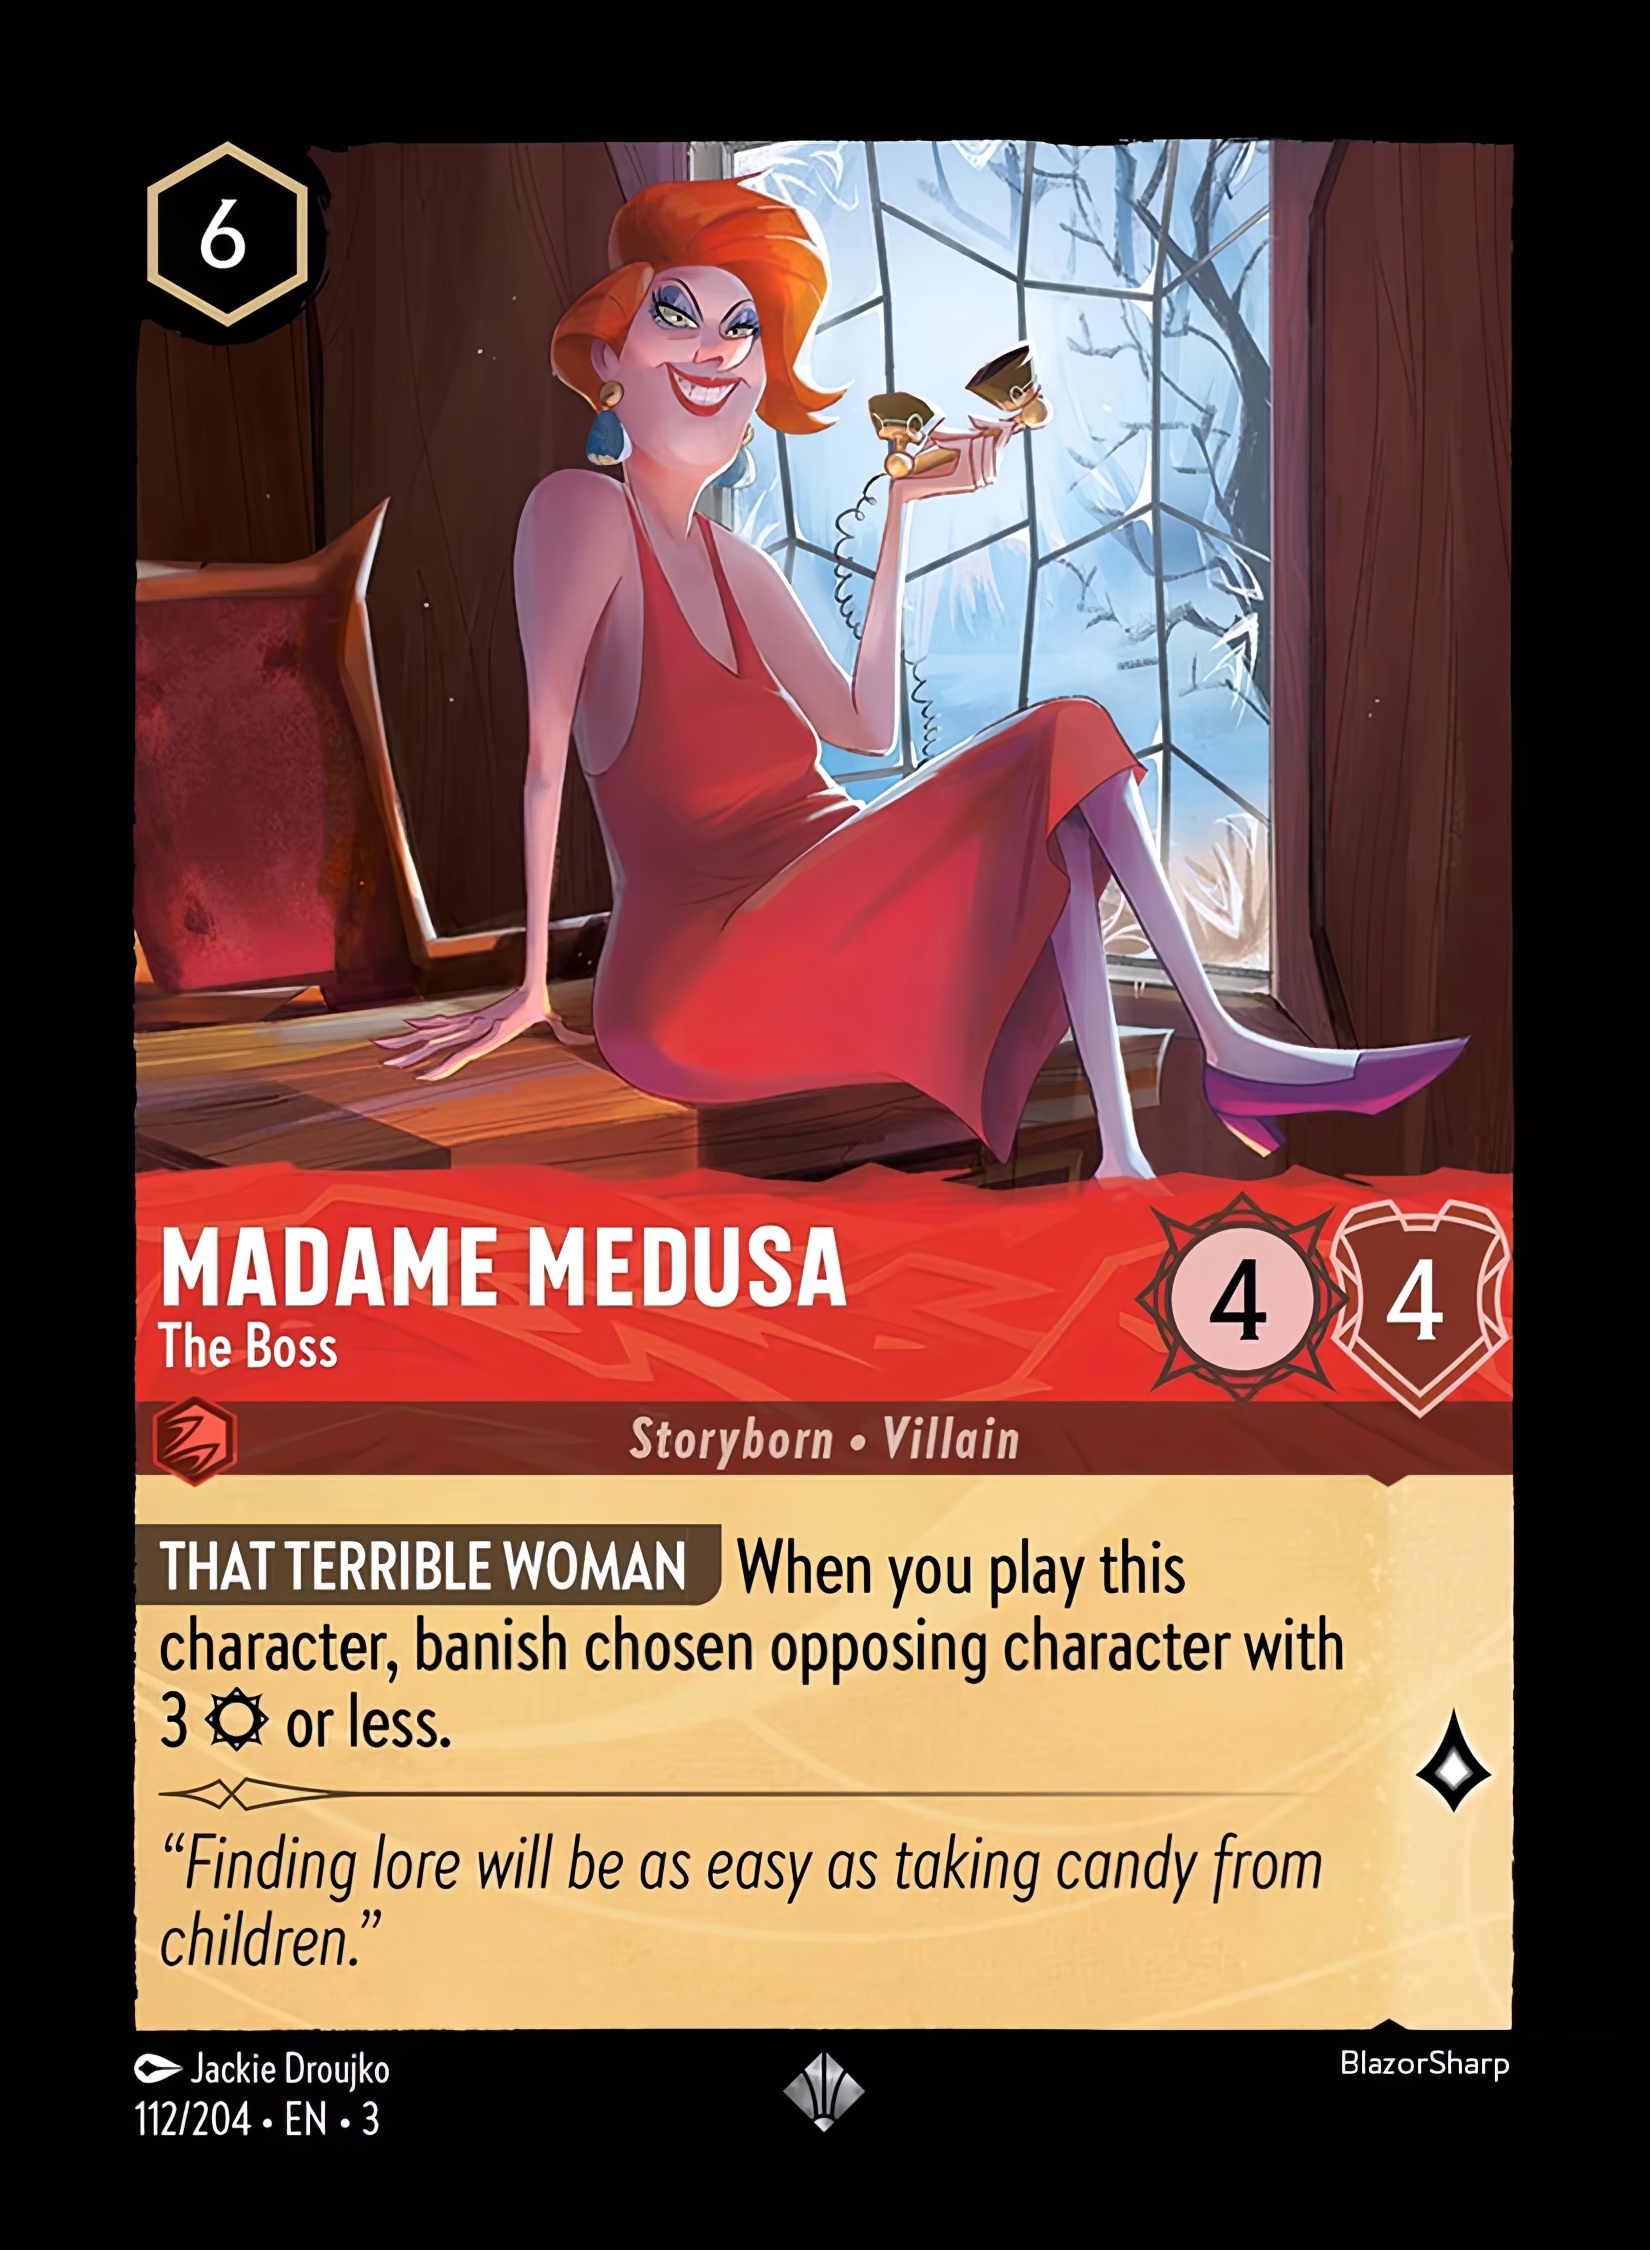 6
MADAME MEDUSA
The Boss
4 4
Storyborn • Villain
THAT TERRIBLE WOMAN When you play this
character, banish chosen opposing character with
3 or less.
“Finding lore will be as easy as taking candy from
children.”
Jackie Droujko
BlazorSharp
112/204 • EN • 3